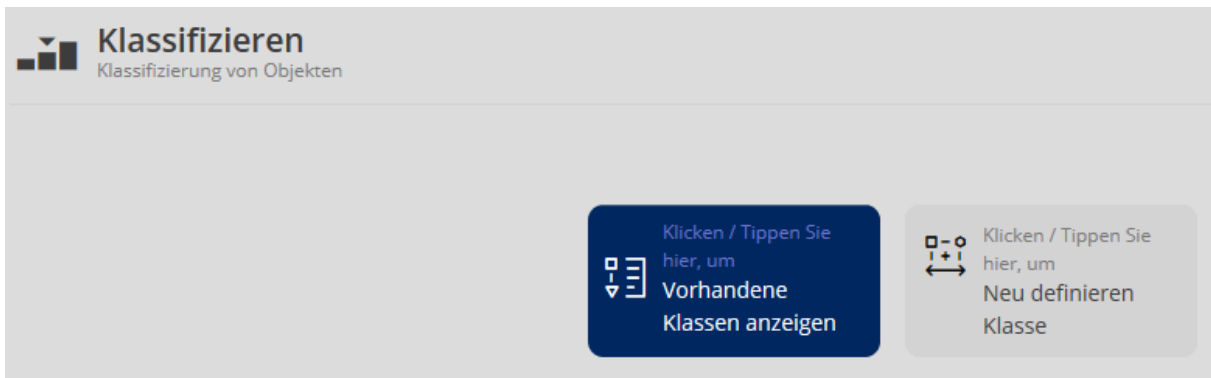 Klassifizieren
Klassifizierung von Objekten
Klicken / Tippen Sie
hier, um
Vorhandene
Klassen anzeigen
Klicken / Tippen Sie
hier, um
Neu definieren
Klasse